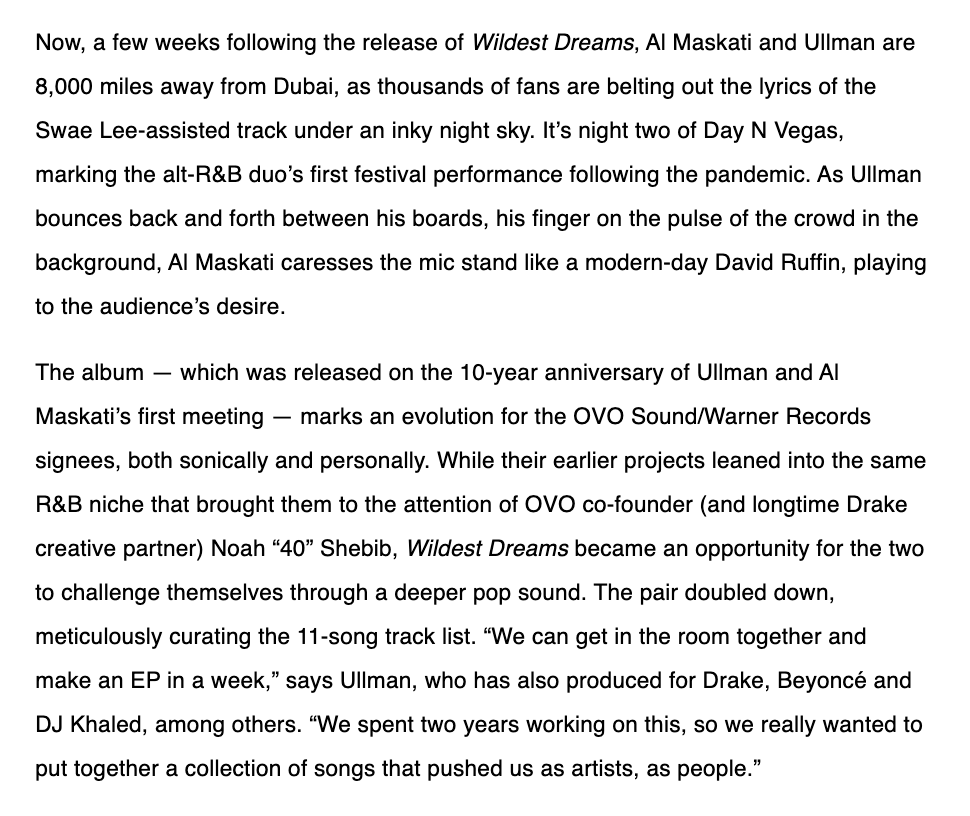 Now, a few weeks following the release of Wildest Dreams, Al Maskati and Ullman are
8,000 miles away from Dubai, as thousands of fans are belting out the lyrics of the
Swae Lee-assisted track under an inky night sky. It’s night two of Day N Vegas,
marking the alt-R&B duo’s first festival performance following the pandemic. As Ullman
bounces back and forth between his boards, his finger on the pulse of the crowd in the
background, Al Maskati caresses the mic stand like a modern-day David Ruffin, playing
to the audience’s desire.
The album — which was released on the 10-year anniversary of Ullman and Al
Maskati’s first meeting — marks an evolution for the OVO Sound/Warner Records
signees, both sonically and personally. While their earlier projects leaned into the same
R&B niche that brought them to the attention of OVO co-founder (and longtime Drake
creative partner) Noah “40” Shebib, Wildest Dreams became an opportunity for the two
to challenge themselves through a deeper pop sound. The pair doubled down,
meticulously curating the 11-song track list. “We can get in the room together and
make an EP in a week,” says Ullman, who has also produced for Drake, Beyoncé and
DJ Khaled, among others. “We spent two years working on this, so we really wanted to
put together a collection of songs that pushed us as artists, as people.”